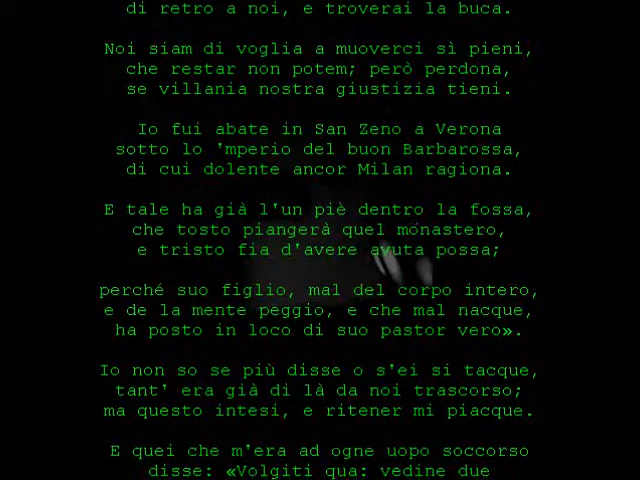 di retro a noi, e troverai la buca.
Noi siam di voglia a muoverci sì pieni,
che restar non potem; però perdona,
se villania nostra giustizia tieni.
Io fui abate in San Zeno a Verona
sotto lo 'mperio del buon Barbarossa,
di cui dolente ancor Milan ragiona.
E tale ha già l'un piè dentro la fossa,
che tosto piangerà quel monastero,
e tristo fia d'avere avuta possa;
perché suo figlio, mal del corpo intero,
e de la mente peggio, e che mal nacque,
ha posto in loco di suo pastor vero».
Io non so se più disse o s'ei si tacque,
tant' era già di là da noi trascorso;
ma questo intesi, e ritener mi piacque.
E quei che m'era ad ogne uopo soccorso
disse: «Volgiti qua: vedine due